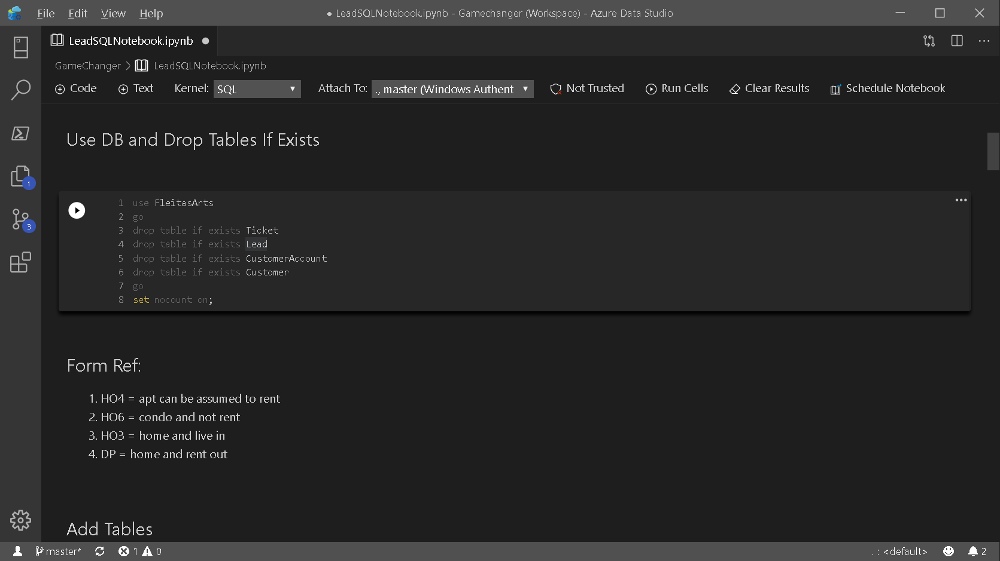 File Edit View Help
● LeadSQLNotebook.ipynb - Gamechanger (Workspace) - Azure Data Studio
LeadSQLNotebook.ipynb ●
GameChanger > LeadSQLNotebook.ipynb
Code Text Kernel: SQL Attach To: ., master (Windows Authent Not Trusted Run Cells Clear Results Schedule Notebook
Use DB and Drop Tables If Exists
1 use FleitasArts
2 go
3 drop table if exists Ticket
4 drop table if exists Lead
5 drop table if exists CustomerAccount
6 drop table if exists Customer
7 go
8 set nocount on;
1
3
Form Ref:
1. HO4 = apt can be assumed to rent
2. HO6 = condo and not rent
3. HO3 = home and live in
4. DP = home and rent out
Add Tables
master* 1 0 . : <default> 2